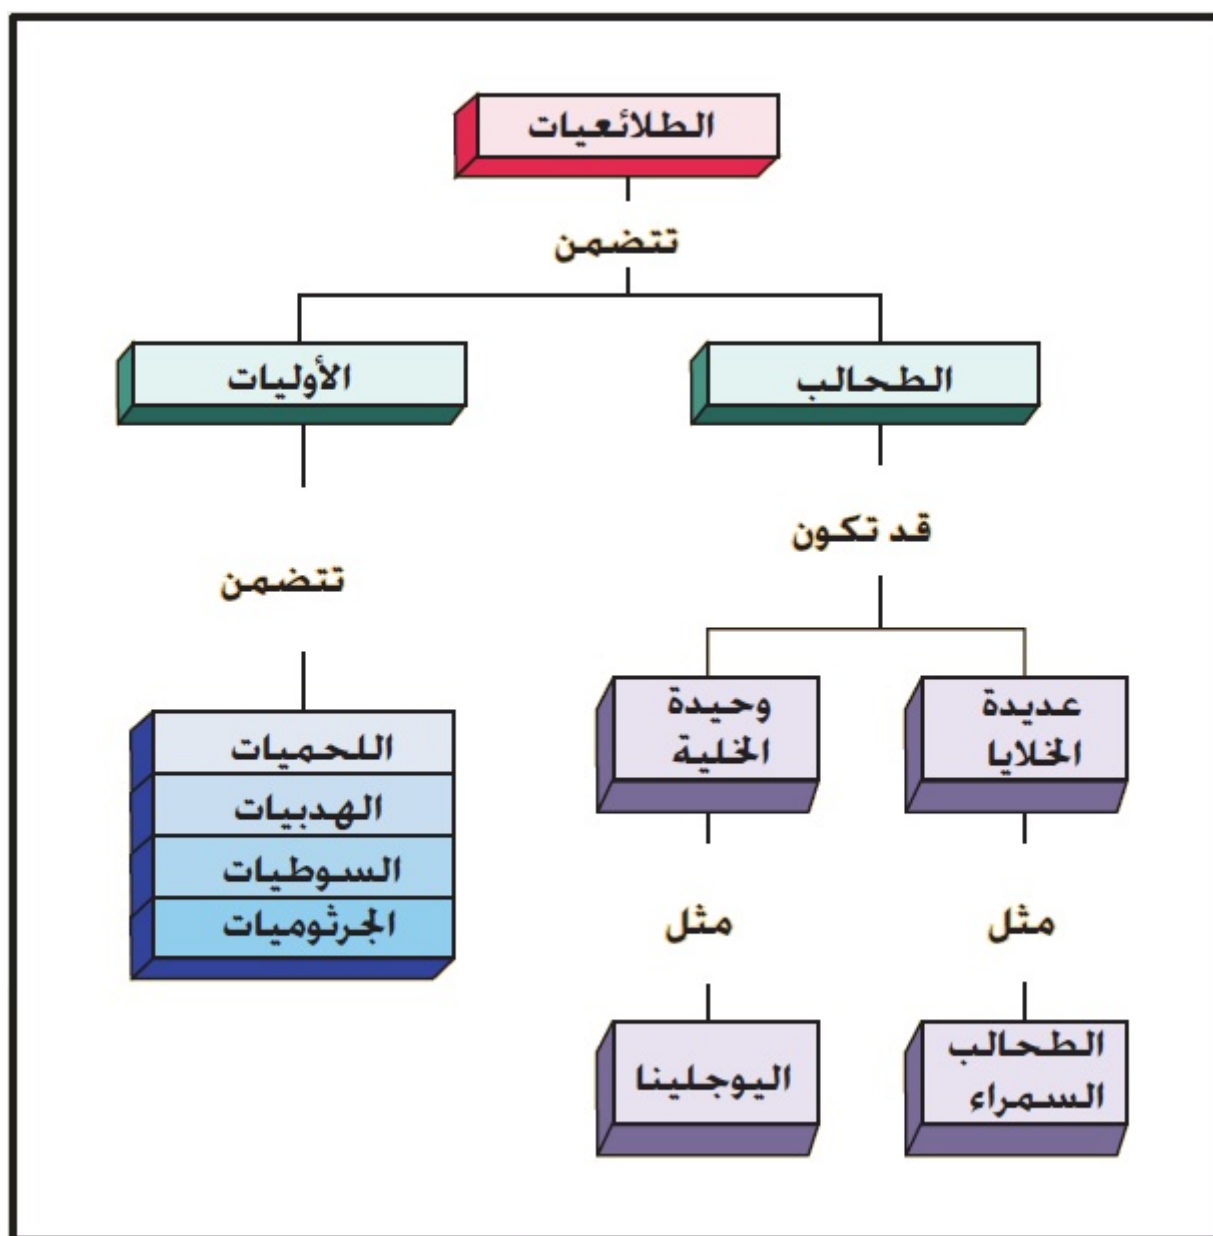 الطلائعيات
تتضمن
الطحالب
الأوليات
قد تكون
تتضمن
عديدة
الخلايا
وحيدة
الخلية
اللحميات
الهدبيات
السوطيات
الجرثوميات
مثل
مثل
الطحالب
السمراء
اليوجلينا